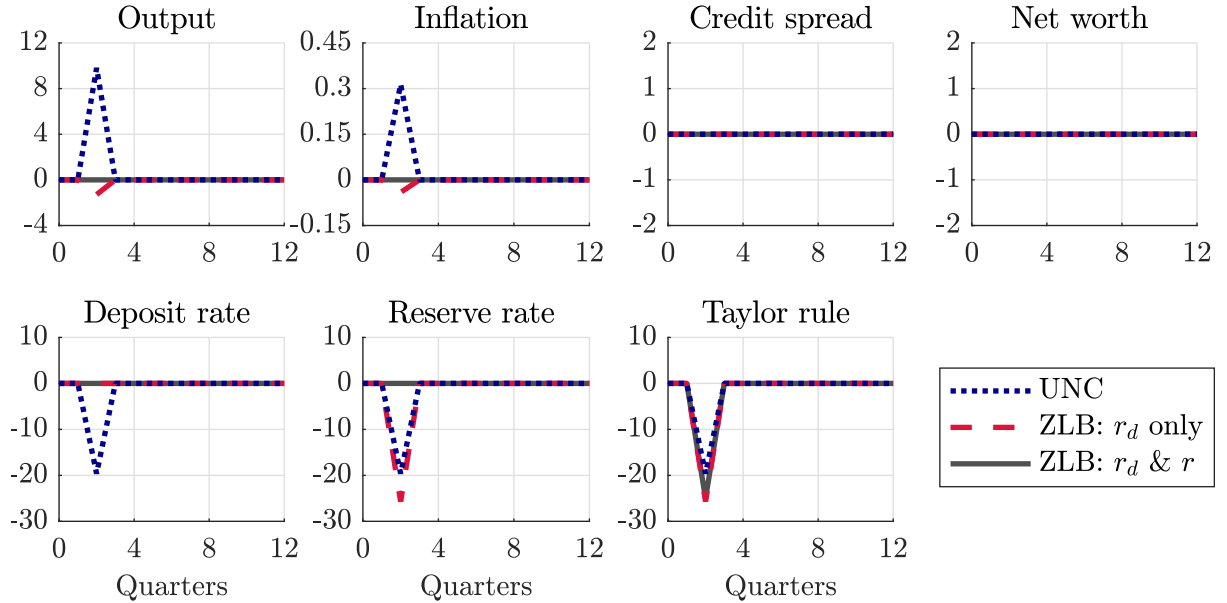 Output
12
8
4
0
-4
0 4 8 12
Inflation
0.45
0.3
0.15
0
-0.15
0 4 8 12
Credit spread
2
1
0
-1
-2
0 4 8 12
Net worth
2
1
0
-1
-2
0 4 8 12
Deposit rate
10
0
-10
-20
-30
0 4 8 12
Quarters
Reserve rate
10
0
-10
-20
-30
0 4 8 12
Quarters
Taylor rule
10
0
-10
-20
-30
0 4 8 12
Quarters
UNC
ZLB: r_d only
ZLB: r_d & r